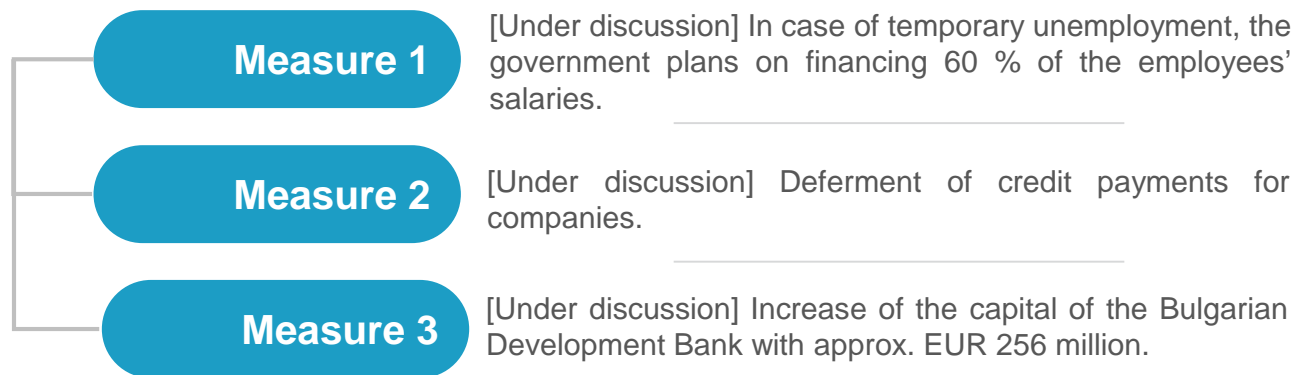 Measure 1
[Under discussion] In case of temporary unemployment, the
government plans on financing 60 % of the employees’
salaries.
Measure 2
[Under discussion] Deferment of credit payments for
companies.
Measure 3
[Under discussion] Increase of the capital of the Bulgarian
Development Bank with approx. EUR 256 million.